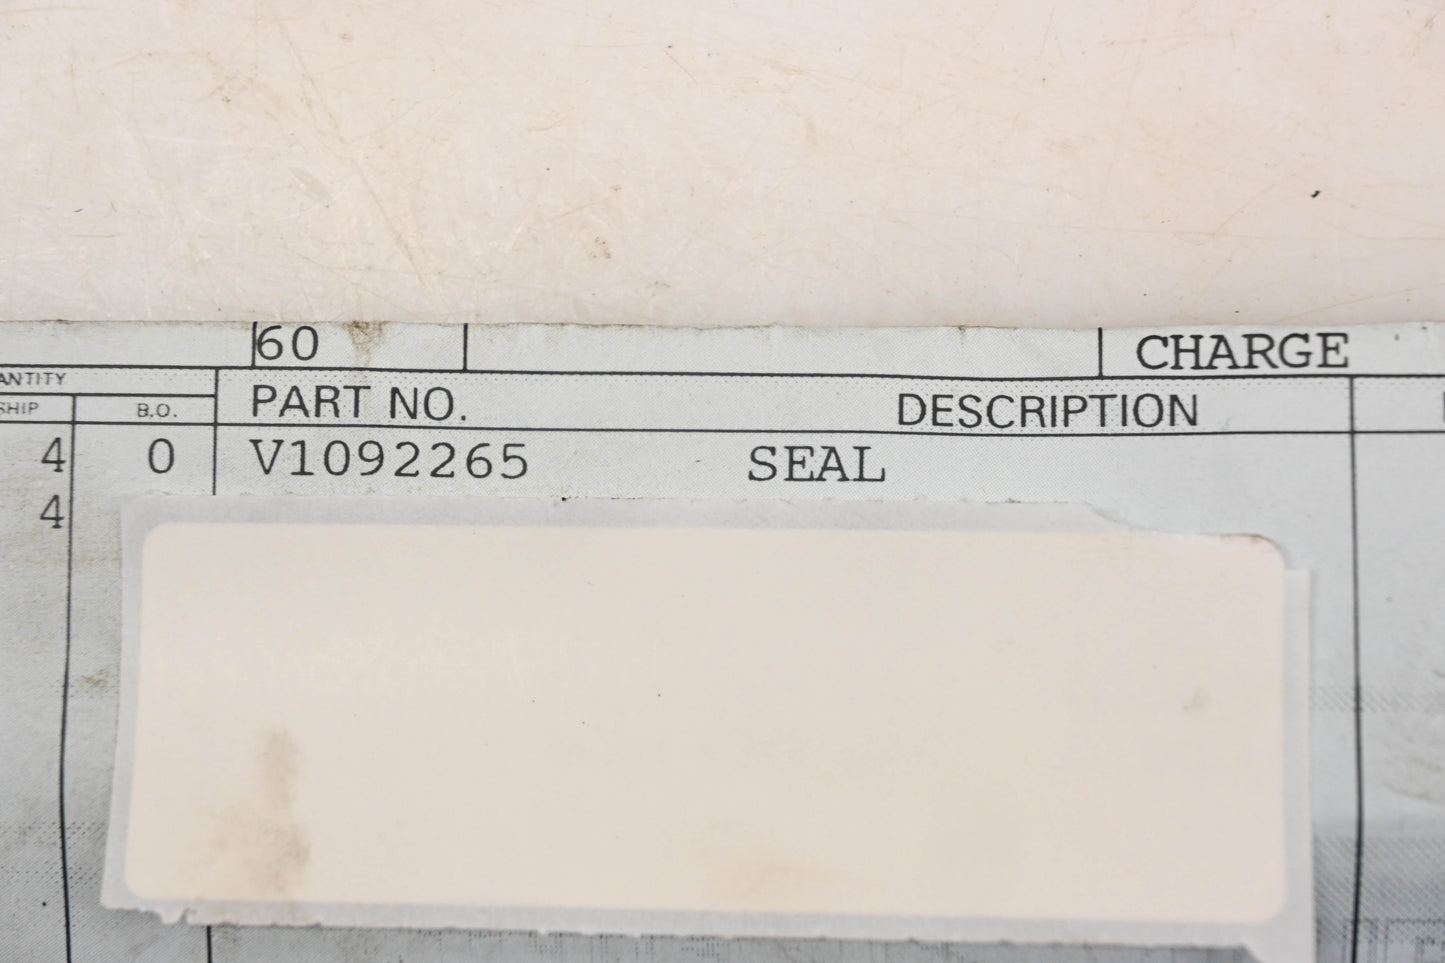 60 CHARGE
ANTITY
SHIP B.O. PART NO. DESCRIPTION
4 0 V1092265 SEAL
4